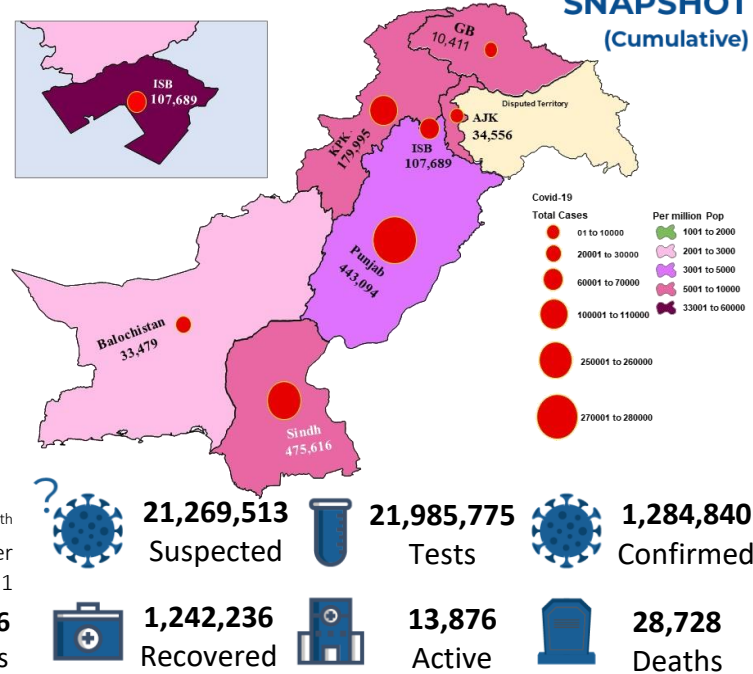 SNAPSHOT
(Cumulative)
ISB
107,689
GB
10,411
Disputed Territory
AJK
34,556
KPK
179,995
ISB
107,689
Punjab
443,094
Balochistan
33,479
Sindh
475,616
Covid-19
Total Cases
01 to 10000
20001 to 30000
60001 to 70000
100001 to 110000
250001 to 260000
270001 to 280000
Per million Pop
1001 to 2000
2001 to 3000
3001 to 5000
5001 to 10000
33001 to 60000
th
er
1
6
s
?
21,269,513
Suspected
21,985,775
Tests
1,284,840
Confirmed
1,242,236
Recovered
13,876
Active
28,728
Deaths